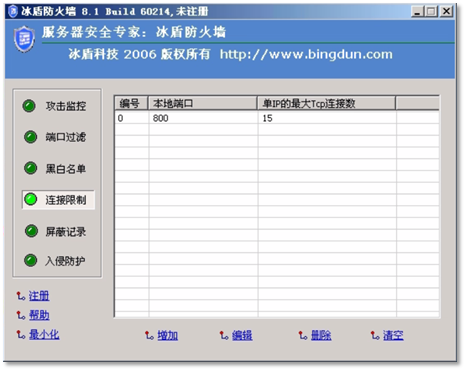 冰盾防火墙 8.1 Build 60214,未注册
服务器安全专家：冰盾防火墙
冰盾科技 2006 版权所有 http://www.bingdun.com
攻击监控
端口过滤
黑白名单
连接限制
屏蔽记录
入侵防护
注册
帮助
最小化
编号 本地端口 单IP的最大Tcp连接数
0 800 15
增加 编辑 删除 清空